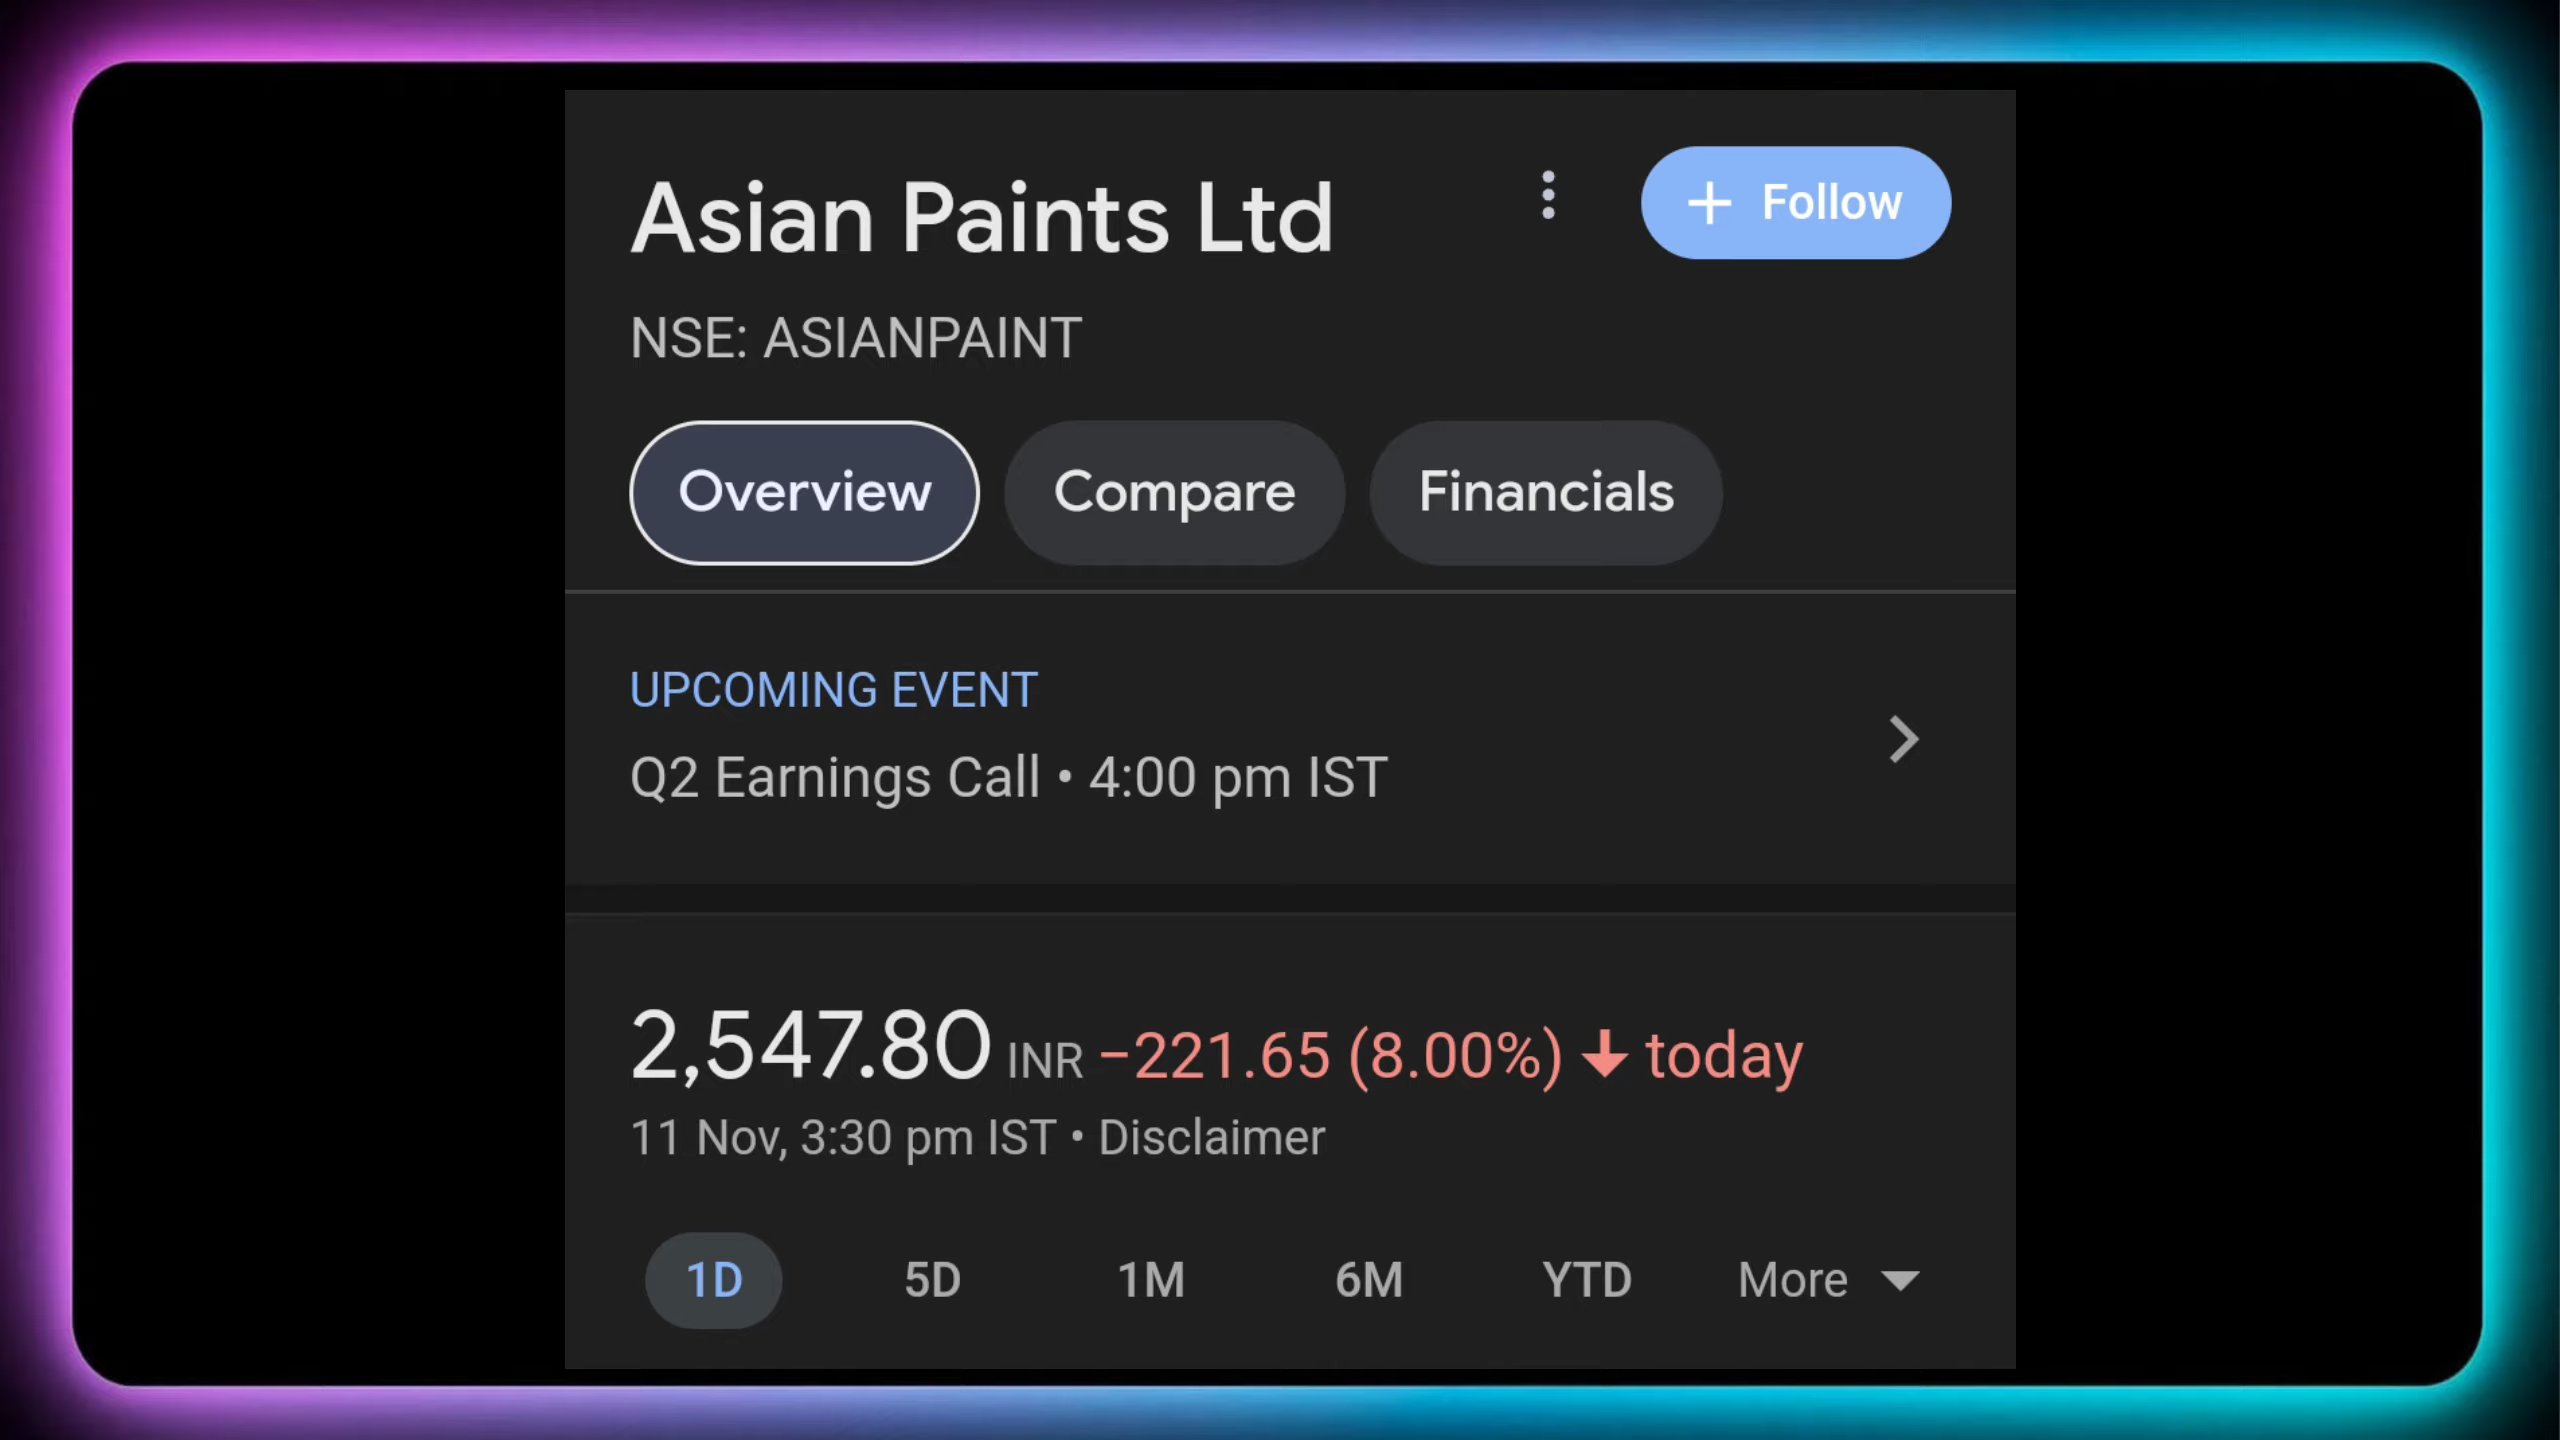 Asian Paints Ltd
+ Follow
NSE: ASIANPAINT
Overview Compare Financials
UPCOMING EVENT
Q2 Earnings Call • 4:00 pm IST
2,547.80 INR −221.65 (8.00%) ↓ today
11 Nov, 3:30 pm IST • Disclaimer
1D 5D 1M 6M YTD More